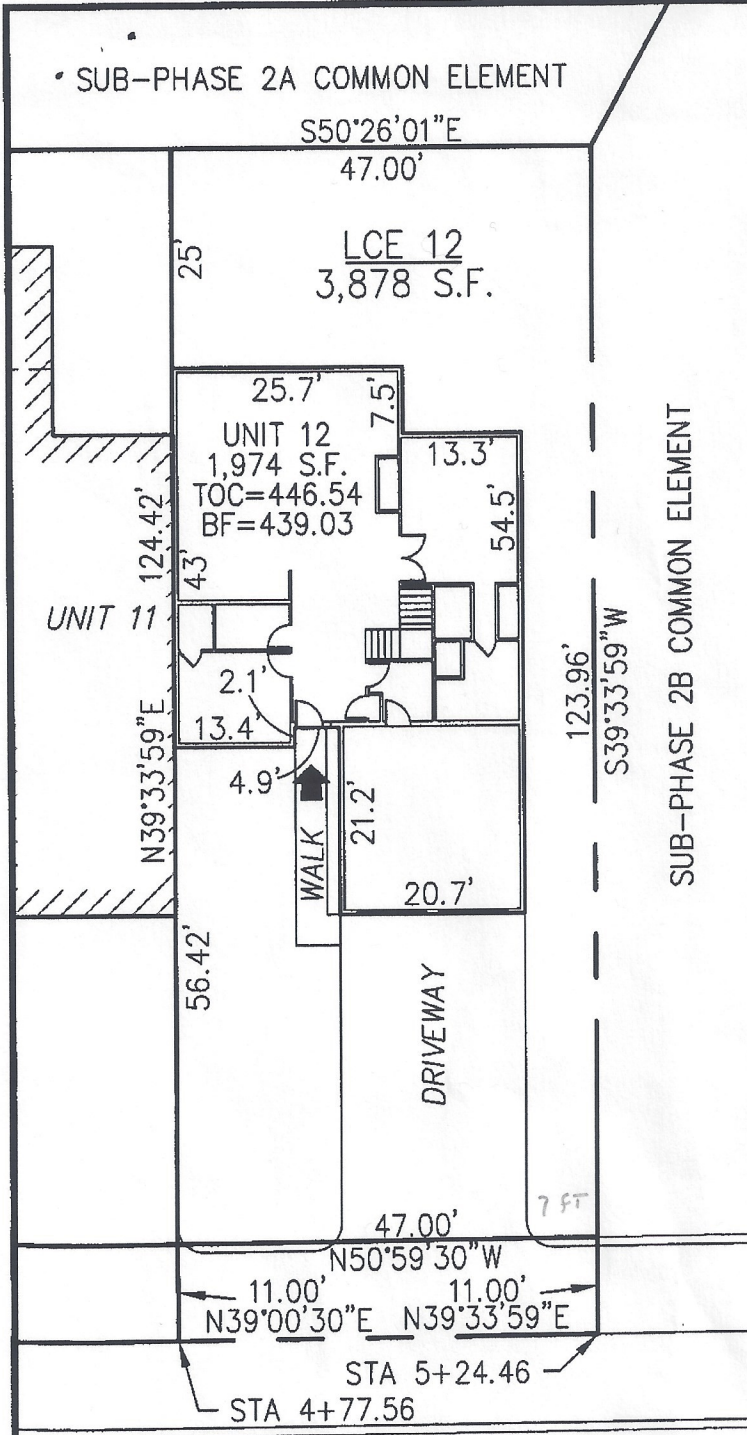 SUB-PHASE 2A COMMON ELEMENT
S50°26'01"E
47.00'
25'
LCE 12
3,878 S.F.
25.7'
7.5'
UNIT 12
1,974 S.F.
TOC=446.54
BF=439.03
13.3'
54.5'
43'
124.42'
N39°33'59"E
UNIT 11
123.96'
S39°33'59"W
SUB-PHASE 2B COMMON ELEMENT
2.1'
13.4'
4.9'
WALK
21.2'
20.7'
56.42'
DRIVEWAY
7 FT
47.00'
N50°59'30"W
11.00'
11.00'
N39°00'30"E
N39°33'59"E
STA 5+24.46
STA 4+77.56